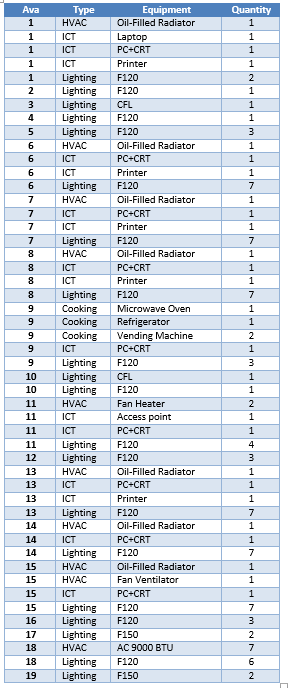 Ava Type Equipment Quantity
1 HVAC Oil-Filled Radiator 1
1 ICT Laptop 1
1 ICT PC+CRT 1
1 ICT Printer 1
1 Lighting F120 2
2 Lighting F120 1
3 Lighting CFL 1
4 Lighting F120 1
5 Lighting F120 3
6 HVAC Oil-Filled Radiator 1
6 ICT PC+CRT 1
6 ICT Printer 1
6 Lighting F120 7
7 HVAC Oil-Filled Radiator 1
7 ICT PC+CRT 1
7 ICT Printer 1
7 Lighting F120 7
8 HVAC Oil-Filled Radiator 1
8 ICT PC+CRT 1
8 ICT Printer 1
8 Lighting F120 7
9 Cooking Microwave Oven 1
9 Cooking Refrigerator 1
9 Cooking Vending Machine 2
9 ICT PC+CRT 1
9 Lighting F120 3
10 Lighting CFL 1
10 Lighting F120 1
11 HVAC Fan Heater 2
11 ICT Access point 1
11 ICT PC+CRT 1
11 Lighting F120 4
12 Lighting F120 3
13 HVAC Oil-Filled Radiator 1
13 ICT PC+CRT 1
13 ICT Printer 1
13 Lighting F120 7
14 HVAC Oil-Filled Radiator 1
14 ICT PC+CRT 1
14 Lighting F120 7
15 HVAC Oil-Filled Radiator 1
15 HVAC Fan Ventilator 1
15 ICT PC+CRT 1
15 Lighting F120 7
16 Lighting F120 3
17 Lighting F150 2
18 HVAC AC 9000 BTU 7
18 Lighting F120 6
19 Lighting F150 2